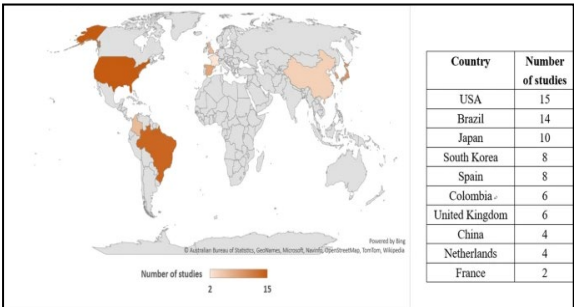 Powered by Bing
© Australian Bureau of Statistics, GeoNames, Microsoft, Navinfo, OpenStreetMap, TomTom, Wikipedia
Number of studies
2 15
Country Number of studies
USA 15
Brazil 14
Japan 10
South Korea 8
Spain 8
Colombia 6
United Kingdom 6
China 4
Netherlands 4
France 2